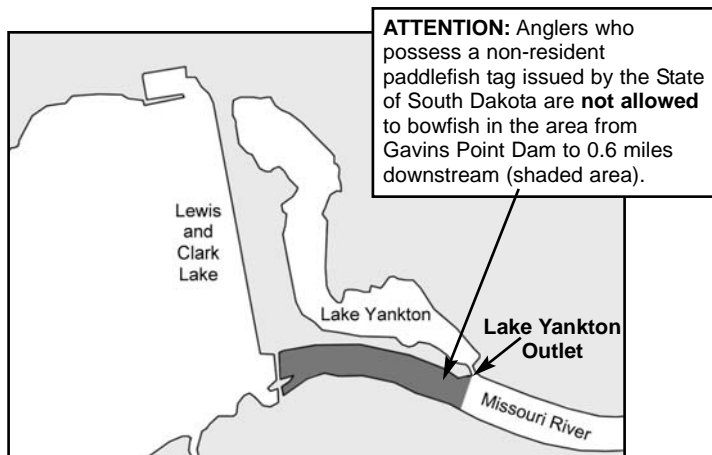 ATTENTION: Anglers who
possess a non-resident
paddlefish tag issued by the State
of South Dakota are not allowed
to bowfish in the area from
Gavins Point Dam to 0.6 miles
downstream (shaded area).
Lewis
and
Clark
Lake
Lake Yankton
Lake Yankton
Outlet
Missouri River